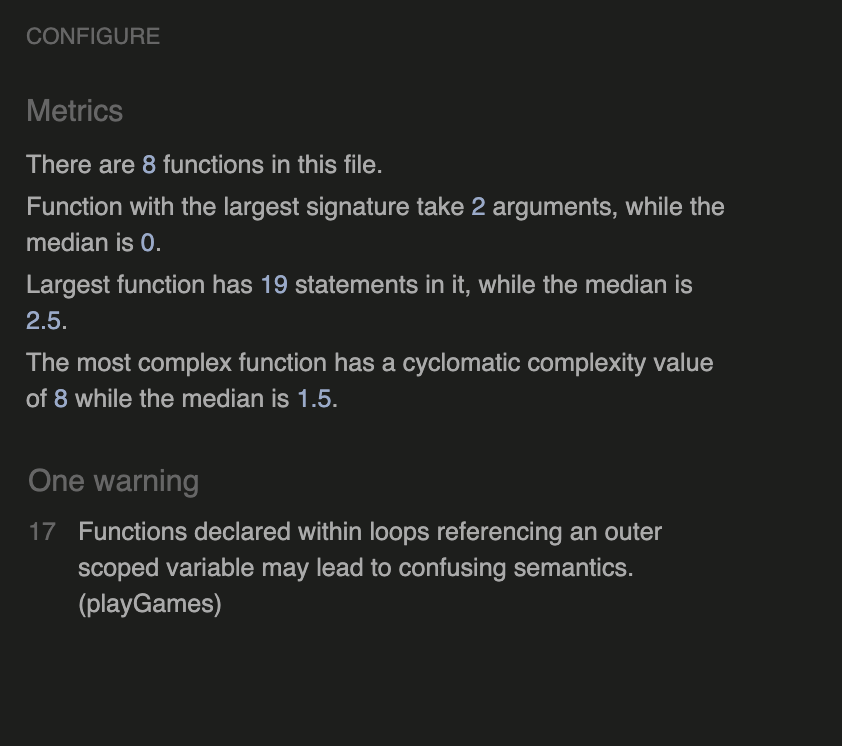 CONFIGURE
Metrics
There are 8 functions in this file.
Function with the largest signature take 2 arguments, while the
median is 0.
Largest function has 19 statements in it, while the median is
2.5.
The most complex function has a cyclomatic complexity value
of 8 while the median is 1.5.
One warning
17 Functions declared within loops referencing an outer
scoped variable may lead to confusing semantics.
(playGames)